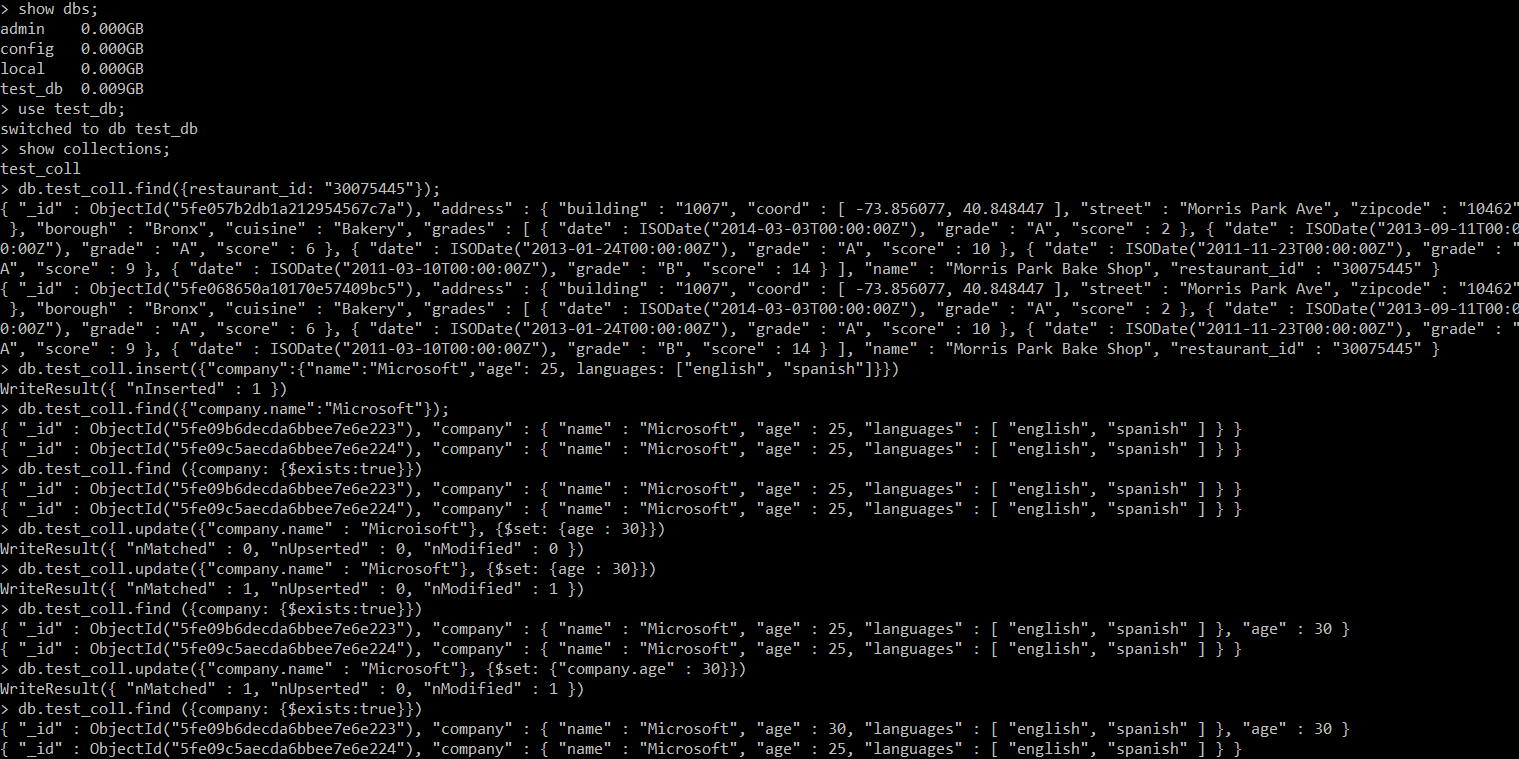 > show dbs;
admin    0.000GB
config   0.000GB
local    0.000GB
test_db  0.009GB
> use test_db;
switched to db test_db
> show collections;
test_coll
> db.test_coll.find({restaurant_id: "30075445"});
{ "_id" : ObjectId("5fe057b2db1a212954567c7a"), "address" : { "building" : "1007", "coord" : [ -73.856077, 40.848447 ], "street" : "Morris Park Ave", "zipcode" : "10462"
 }, "borough" : "Bronx", "cuisine" : "Bakery", "grades" : [ { "date" : ISODate("2014-03-03T00:00:00Z"), "grade" : "A", "score" : 2 }, { "date" : ISODate("2013-09-11T00:0
0:00Z"), "grade" : "A", "score" : 6 }, { "date" : ISODate("2013-01-24T00:00:00Z"), "grade" : "A", "score" : 10 }, { "date" : ISODate("2011-11-23T00:00:00Z"), "grade" : "
A", "score" : 9 }, { "date" : ISODate("2011-03-10T00:00:00Z"), "grade" : "B", "score" : 14 } ], "name" : "Morris Park Bake Shop", "restaurant_id" : "30075445" }
{ "_id" : ObjectId("5fe068650a10170e57409bc5"), "address" : { "building" : "1007", "coord" : [ -73.856077, 40.848447 ], "street" : "Morris Park Ave", "zipcode" : "10462"
 }, "borough" : "Bronx", "cuisine" : "Bakery", "grades" : [ { "date" : ISODate("2014-03-03T00:00:00Z"), "grade" : "A", "score" : 2 }, { "date" : ISODate("2013-09-11T00:0
0:00Z"), "grade" : "A", "score" : 6 }, { "date" : ISODate("2013-01-24T00:00:00Z"), "grade" : "A", "score" : 10 }, { "date" : ISODate("2011-11-23T00:00:00Z"), "grade" : "
A", "score" : 9 }, { "date" : ISODate("2011-03-10T00:00:00Z"), "grade" : "B", "score" : 14 } ], "name" : "Morris Park Bake Shop", "restaurant_id" : "30075445" }
> db.test_coll.insert({"company":{"name":"Microsoft","age": 25, languages: ["english", "spanish"]}})
WriteResult({ "nInserted" : 1 })
> db.test_coll.find({"company.name":"Microsoft"});
{ "_id" : ObjectId("5fe09b6decda6bbee7e6e223"), "company" : { "name" : "Microsoft", "age" : 25, "languages" : [ "english", "spanish" ] } }
{ "_id" : ObjectId("5fe09c5aecda6bbee7e6e224"), "company" : { "name" : "Microsoft", "age" : 25, "languages" : [ "english", "spanish" ] } }
> db.test_coll.find ({company: {$exists:true}})
{ "_id" : ObjectId("5fe09b6decda6bbee7e6e223"), "company" : { "name" : "Microsoft", "age" : 25, "languages" : [ "english", "spanish" ] } }
{ "_id" : ObjectId("5fe09c5aecda6bbee7e6e224"), "company" : { "name" : "Microsoft", "age" : 25, "languages" : [ "english", "spanish" ] } }
> db.test_coll.update({"company.name" : "Microisoft"}, {$set: {age : 30}})
WriteResult({ "nMatched" : 0, "nUpserted" : 0, "nModified" : 0 })
> db.test_coll.update({"company.name" : "Microsoft"}, {$set: {age : 30}})
WriteResult({ "nMatched" : 1, "nUpserted" : 0, "nModified" : 1 })
> db.test_coll.find ({company: {$exists:true}})
{ "_id" : ObjectId("5fe09b6decda6bbee7e6e223"), "company" : { "name" : "Microsoft", "age" : 25, "languages" : [ "english", "spanish" ] }, "age" : 30 }
{ "_id" : ObjectId("5fe09c5aecda6bbee7e6e224"), "company" : { "name" : "Microsoft", "age" : 25, "languages" : [ "english", "spanish" ] } }
> db.test_coll.update({"company.name" : "Microsoft"}, {$set: {"company.age" : 30}})
WriteResult({ "nMatched" : 1, "nUpserted" : 0, "nModified" : 1 })
> db.test_coll.find ({company: {$exists:true}})
{ "_id" : ObjectId("5fe09b6decda6bbee7e6e223"), "company" : { "name" : "Microsoft", "age" : 30, "languages" : [ "english", "spanish" ] }, "age" : 30 }
{ "_id" : ObjectId("5fe09c5aecda6bbee7e6e224"), "company" : { "name" : "Microsoft", "age" : 25, "languages" : [ "english", "spanish" ] } }